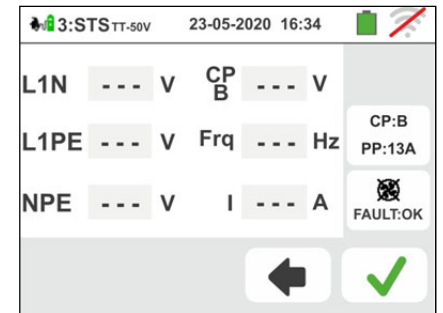 3:STS TT-50V 23-05-2020 16:34
L1N --- V CP B --- V
L1PE --- V Frq --- Hz
NPE --- V I --- A
CP:B
PP:13A
FAULT:OK